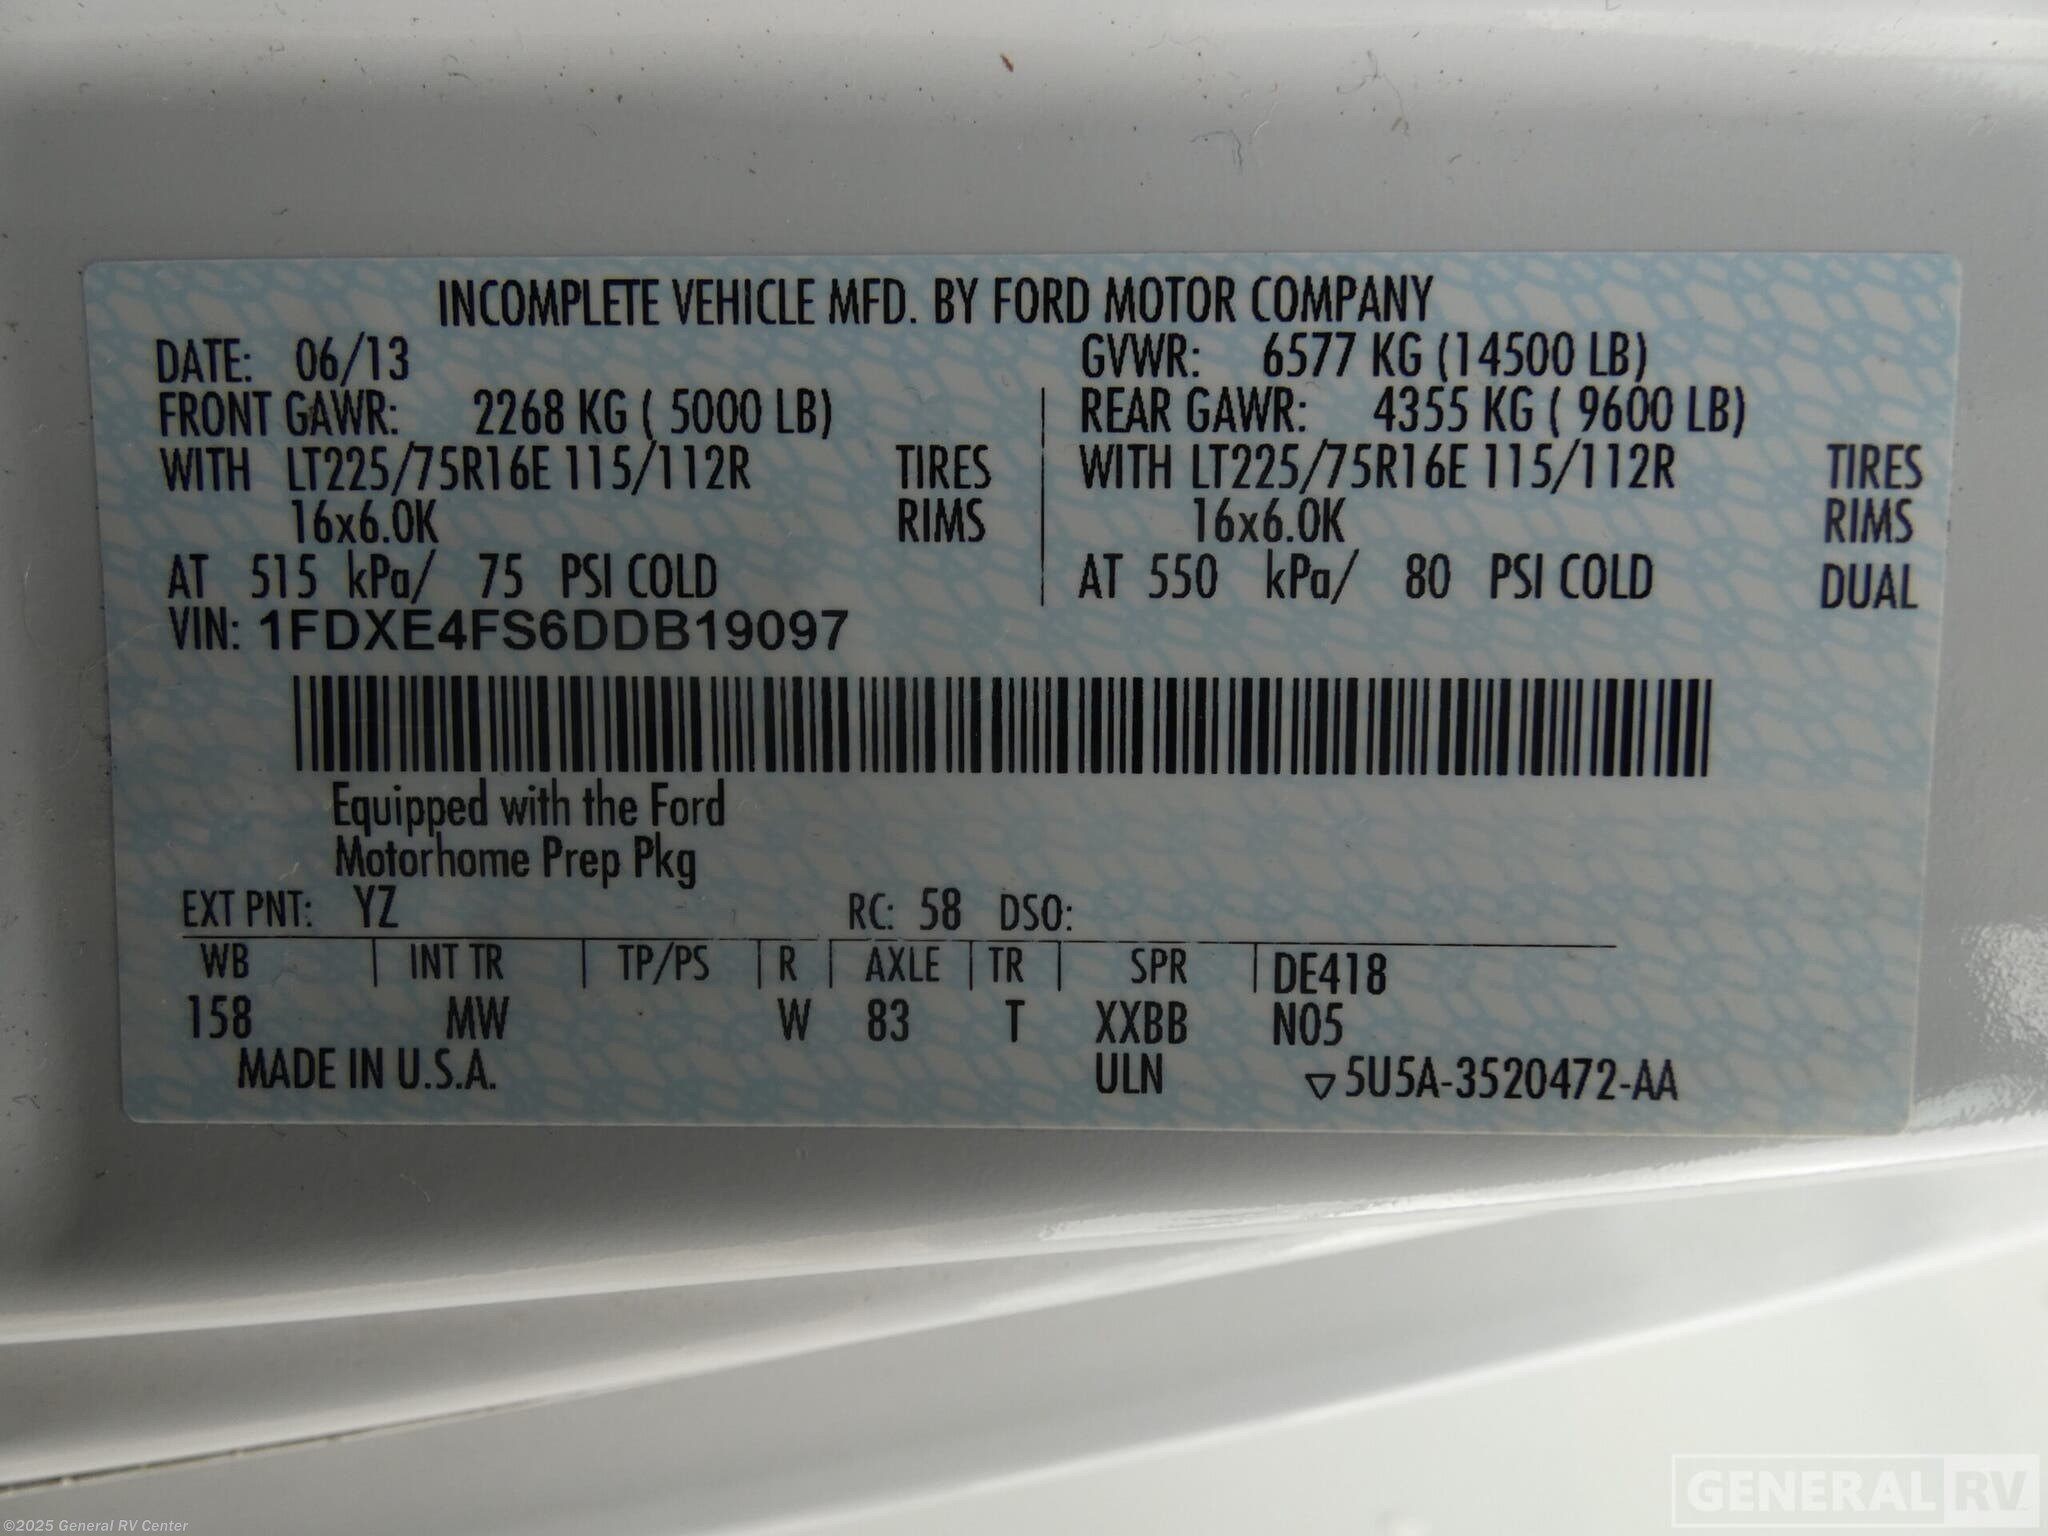 INCOMPLETE VEHICLE MFD. BY FORD MOTOR COMPANY
DATE: 06/13 GVWR: 6577 KG (14500 LB)
FRONT GAWR: 2268 KG ( 5000 LB) REAR GAWR: 4355 KG ( 9600 LB)
WITH LT225/75R16E 115/112R TIRES WITH LT225/75R16E 115/112R TIRES
16x6.0K RIMS 16x6.0K RIMS
AT 515 kPa/ 75 PSI COLD AT 550 kPa/ 80 PSI COLD DUAL
VIN: 1FDXE4FS6DDB19097
Equipped with the Ford
Motorhome Prep Pkg
EXT PNT: YZ RC: 58 DSO:
WB INT TR TP/PS R AXLE TR SPR DE418
158 MW W 83 T XXBB N05
MADE IN U.S.A. ULN ▽5U5A-3520472-AA
GENERAL RV
©2025 General RV Center